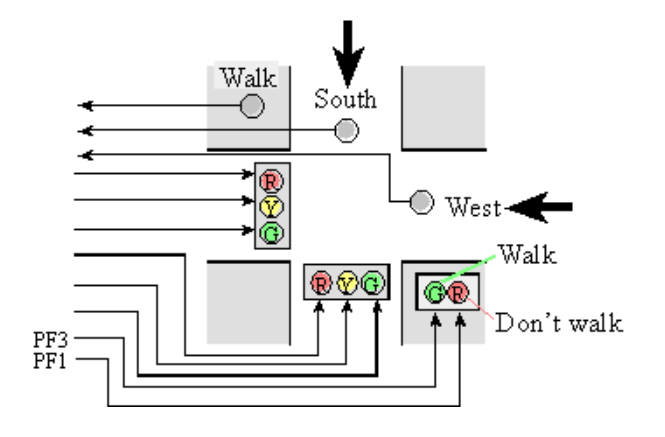 Walk
South
R
Y
G
West
Walk
R Y G
G R
Don't walk
PF3
PF1